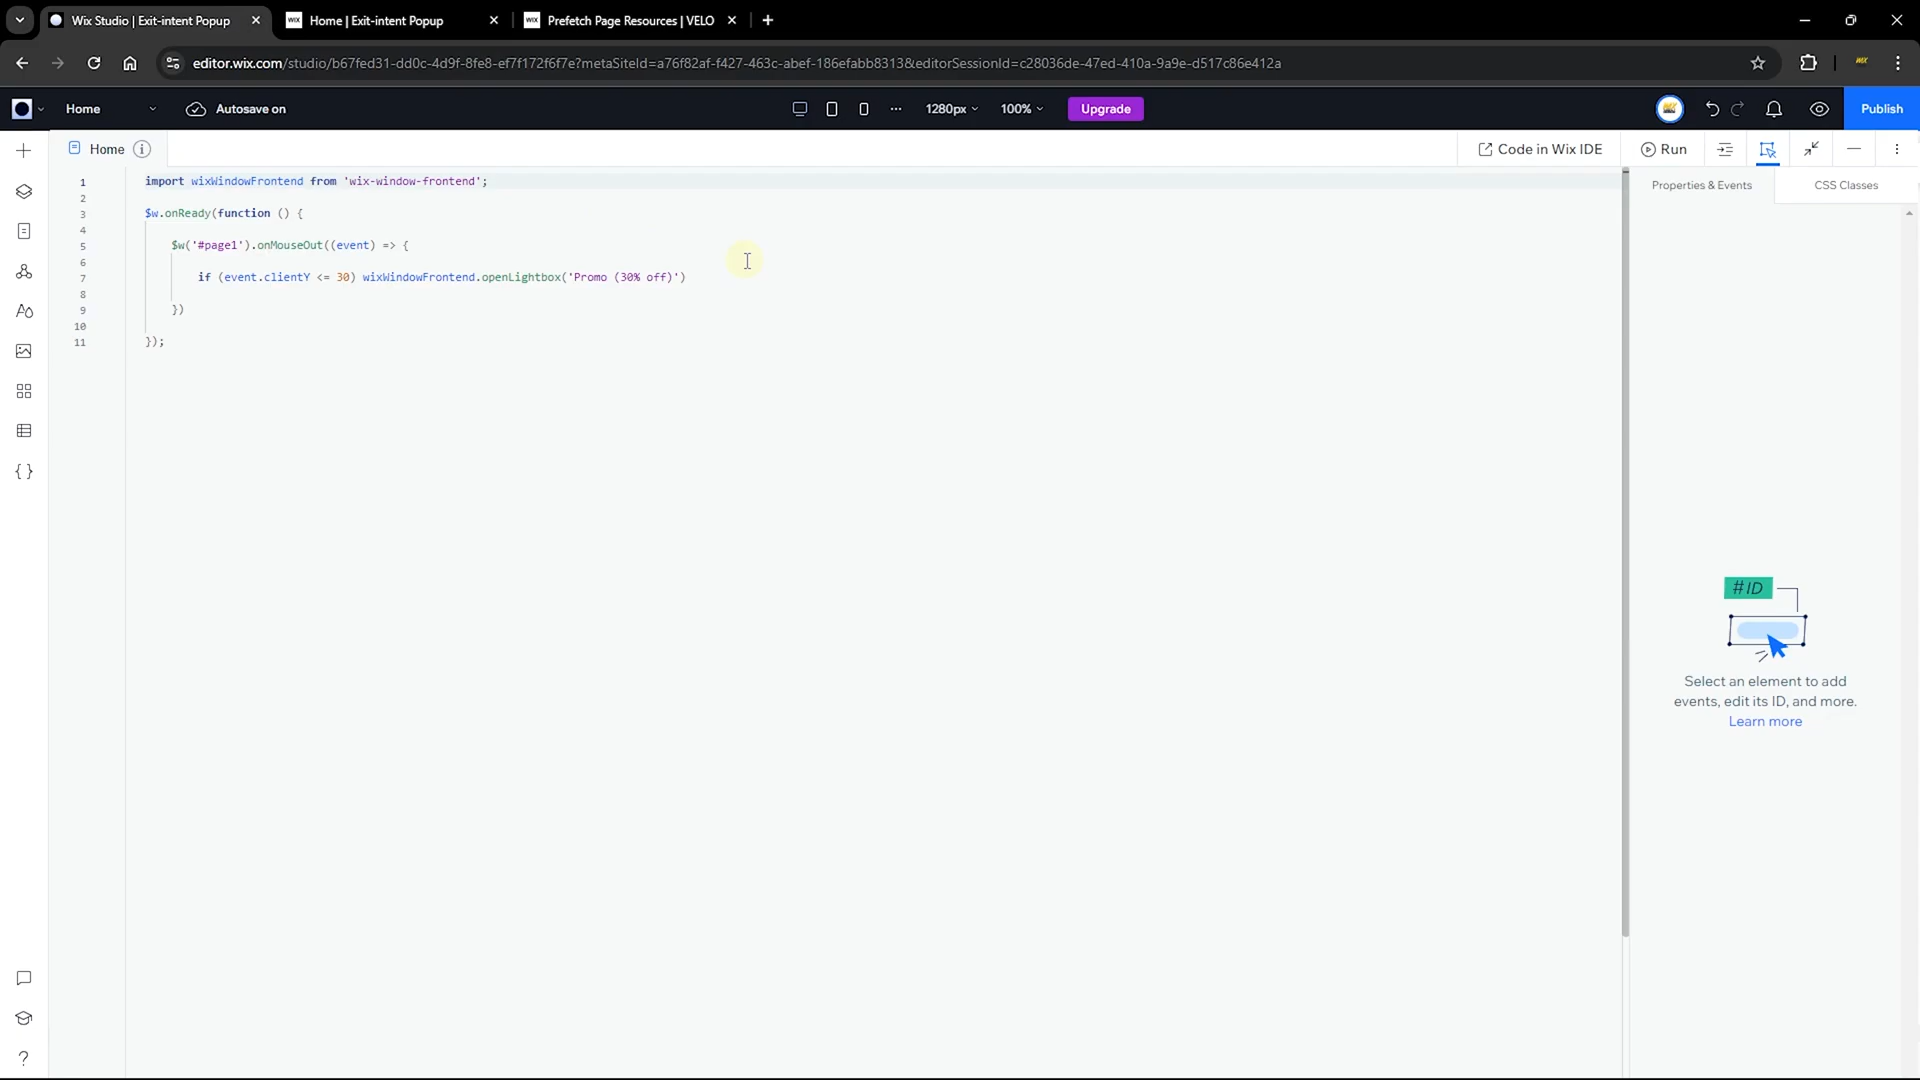 Wix Studio | Exit-intent Popup
WIX Home | Exit-intent Popup
WIX Prefetch Page Resources | VELO
editor.wix.com/studio/b67fed31-dd0c-4d9f-8fe8-ef7f172f6f7e?metaSiteId=a76f82af-f427-463c-abef-186efabb8313&editorSessionId=c28036de-47ed-410a-9a9e-d517c86e412a
Home
Autosave on
1280px
100%
Upgrade
Publish
Home
Code in Wix IDE
Run
Properties & Events
CSS Classes
1 import wixWindowFrontend from 'wix-window-frontend';
2
3 $w.onReady(function () {
4
5 $w('#page1').onMouseOut((event) => {
6
7 if (event.clientY <= 30) wixWindowFrontend.openLightbox('Promo (30% off)')
8
9 })
10
11 });
#ID
Select an element to add
events, edit its ID, and more.
Learn more